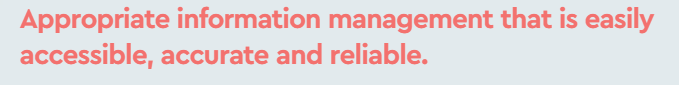 Appropriate information management that is easily
accessible, accurate and reliable.